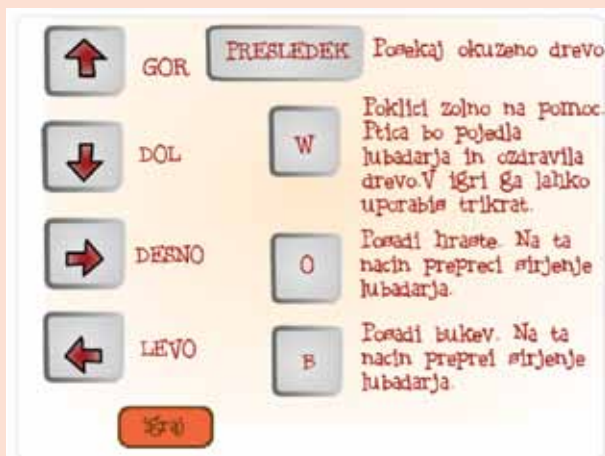 GOR
PRESLEDEK
Posekaj okuzeno drevo
DOL
W
Poklici zolno na pomoc.
Ptica bo pojedla
lubadarja in ozdravila
drevo.V igri ga lahko
uporabis trikrat.
DESNO
O
Posadi hraste. Na ta
nacin prepreci sirjenje
lubadarja.
LEVO
B
Posadi bukev. Na ta
nacin preprei sirjenje
lubadarja.
igraj